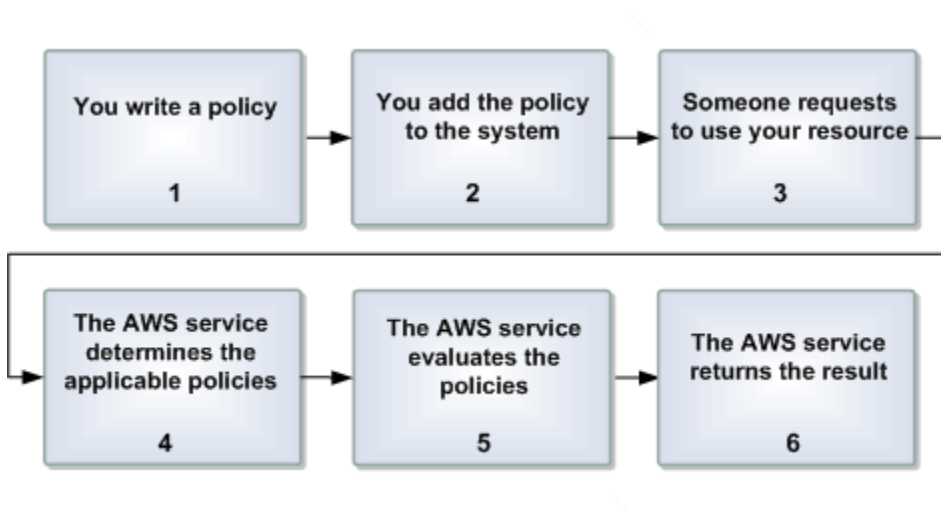 You write a policy
1
You add the policy
to the system
2
Someone requests
to use your resource
3
The AWS service
determines the
applicable policies
4
The AWS service
evaluates the
policies
5
The AWS service
returns the result
6